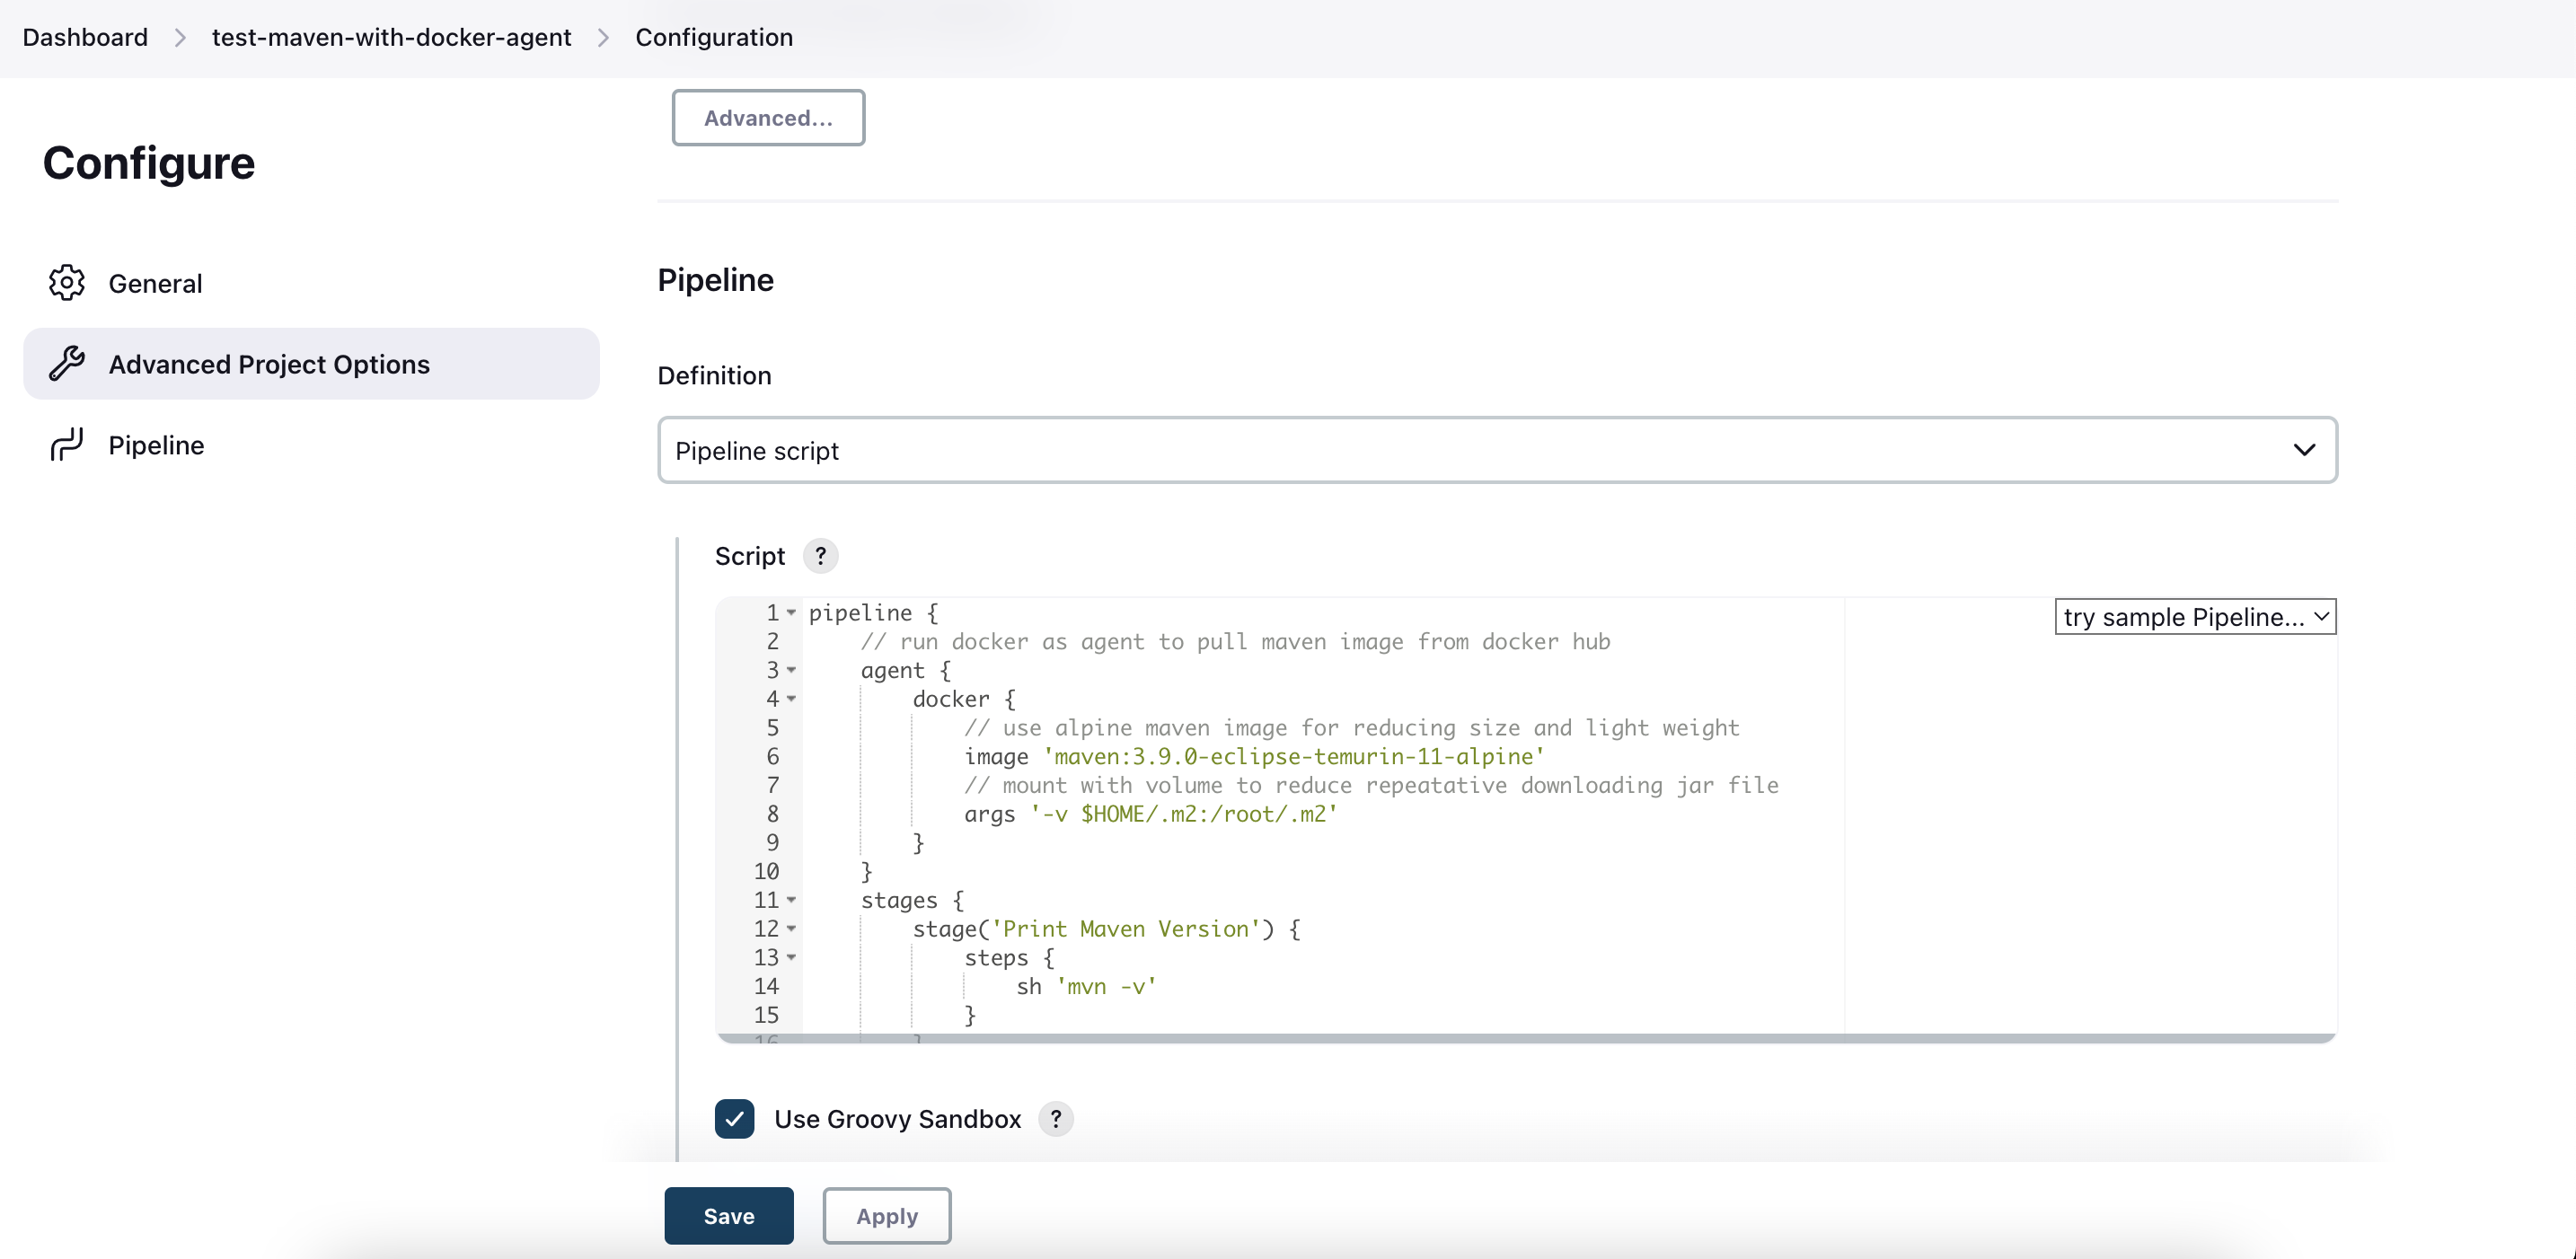 Dashboard > test-maven-with-docker-agent > Configuration
Configure
General
Advanced Project Options
Pipeline
Advanced...
Pipeline
Definition
Pipeline script
Script ?
try sample Pipeline...
1 pipeline {
2     // run docker as agent to pull maven image from docker hub
3     agent {
4         docker {
5             // use alpine maven image for reducing size and light weight
6             image 'maven:3.9.0-eclipse-temurin-11-alpine'
7             // mount with volume to reduce repeatative downloading jar file
8             args '-v $HOME/.m2:/root/.m2'
9         }
10     }
11     stages {
12         stage('Print Maven Version') {
13             steps {
14                 sh 'mvn -v'
15             }
16         }
Use Groovy Sandbox ?
Save
Apply